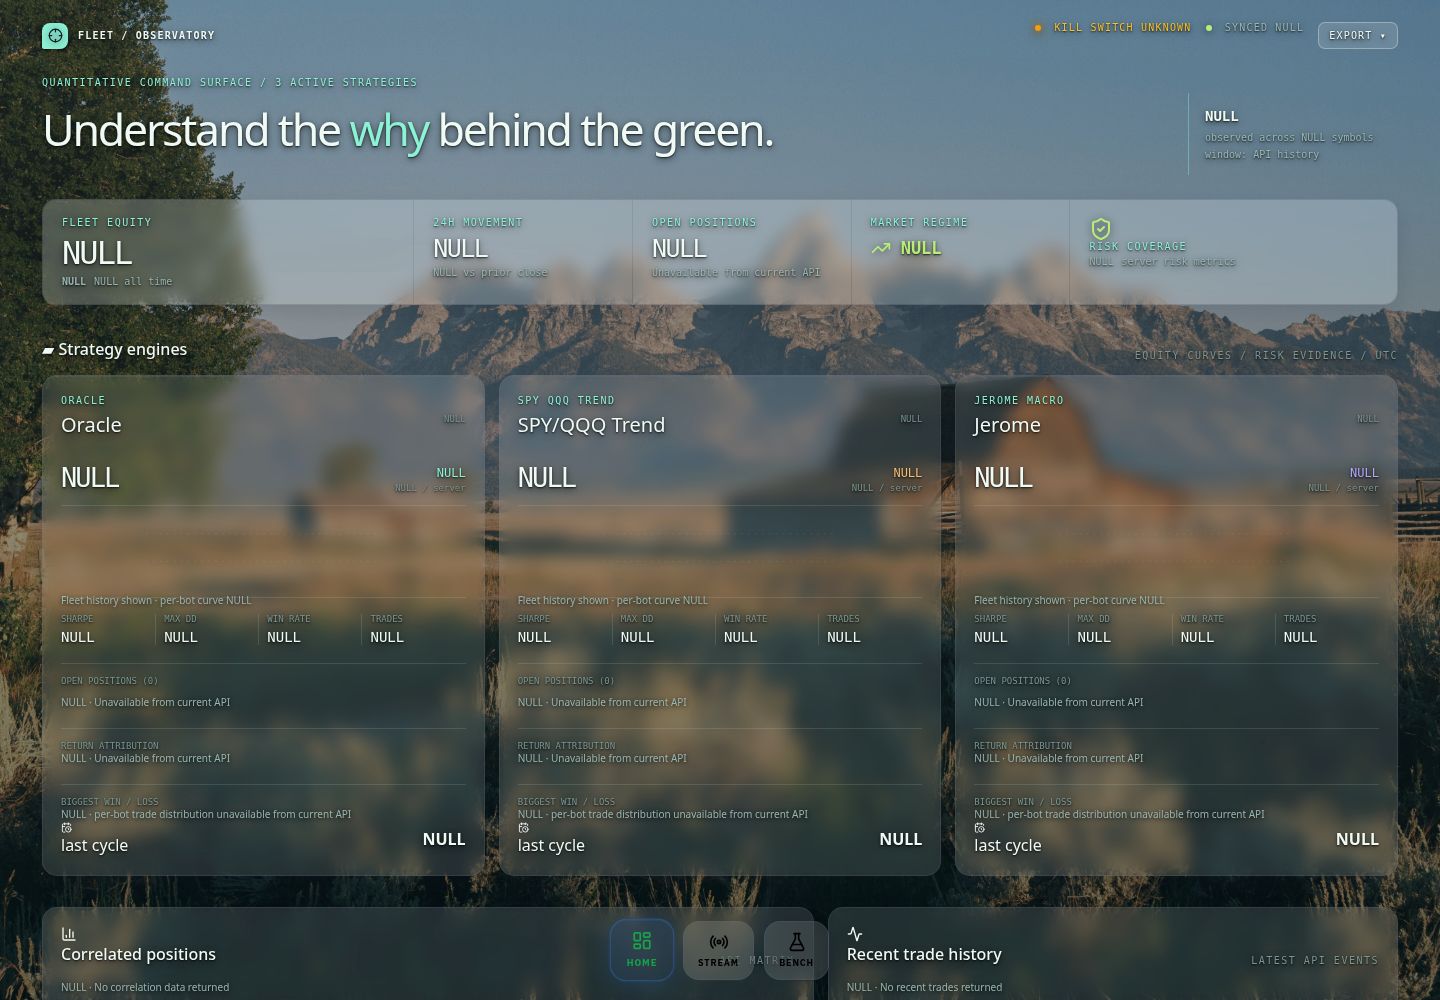 FLEET / OBSERVATORY
KILL SWITCH UNKNOWN
SYNCED NULL
EXPORT ▾
QUANTITATIVE COMMAND SURFACE / 3 ACTIVE STRATEGIES
Understand the why behind the green.
NULL
observed across NULL symbols
window: API history
FLEET EQUITY
NULL
NULL NULL all time
24H MOVEMENT
NULL
NULL vs prior close
OPEN POSITIONS
NULL
Unavailable from current API
MARKET REGIME
NULL
RISK COVERAGE
NULL server risk metrics
▰ Strategy engines
EQUITY CURVES / RISK EVIDENCE / UTC
ORACLE
Oracle
NULL
NULL
NULL
NULL / server
Fleet history shown · per-bot curve NULL
SHARPE MAX DD WIN RATE TRADES
NULL NULL NULL NULL
OPEN POSITIONS (0)
NULL · Unavailable from current API
RETURN ATTRIBUTION
NULL · Unavailable from current API
BIGGEST WIN / LOSS
NULL · per-bot trade distribution unavailable from current API
last cycle
NULL
SPY QQQ TREND
SPY/QQQ Trend
NULL
NULL
NULL
NULL / server
Fleet history shown · per-bot curve NULL
SHARPE MAX DD WIN RATE TRADES
NULL NULL NULL NULL
OPEN POSITIONS (0)
NULL · Unavailable from current API
RETURN ATTRIBUTION
NULL · Unavailable from current API
BIGGEST WIN / LOSS
NULL · per-bot trade distribution unavailable from current API
last cycle
NULL
JEROME MACRO
Jerome
NULL
NULL
NULL
NULL / server
Fleet history shown · per-bot curve NULL
SHARPE MAX DD WIN RATE TRADES
NULL NULL NULL NULL
OPEN POSITIONS (0)
NULL · Unavailable from current API
RETURN ATTRIBUTION
NULL · Unavailable from current API
BIGGEST WIN / LOSS
NULL · per-bot trade distribution unavailable from current API
last cycle
NULL
Correlated positions
NULL · No correlation data returned
HOME
STREAM
BENCH
Recent trade history
LATEST API EVENTS
NULL · No recent trades returned